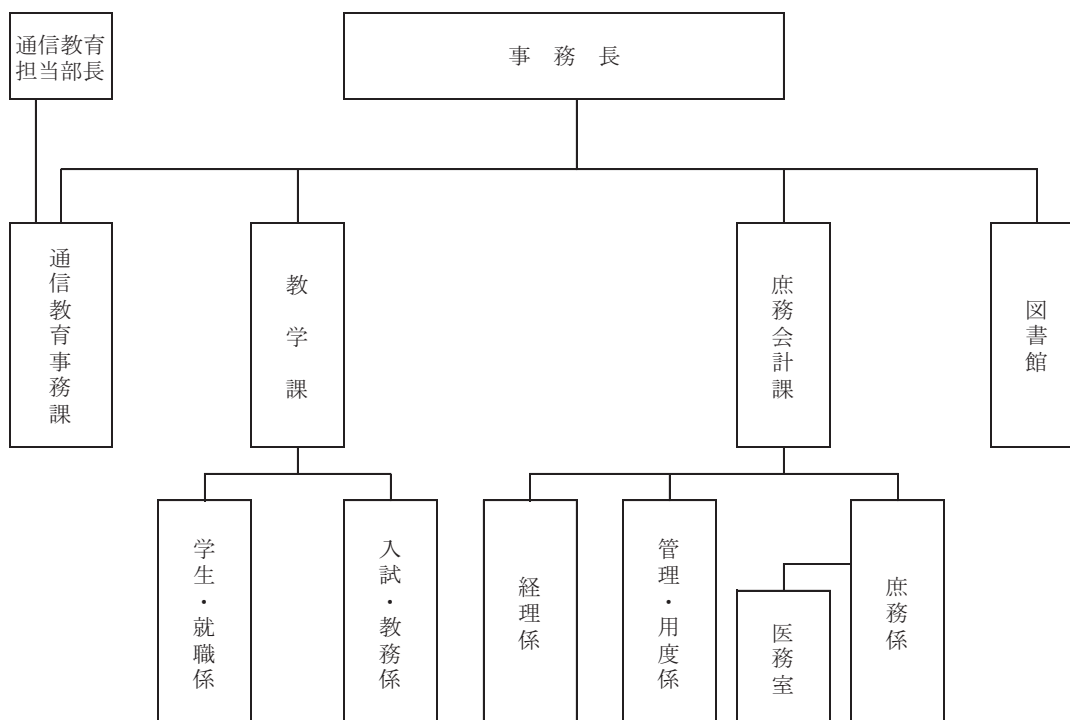 通信教育
担当部長
事　務　長
通信教育事務課
教　学　課
庶務会計課
図書館
学生・就職係
入試・教務係
経理係
管理・用度係
医務室
庶務係